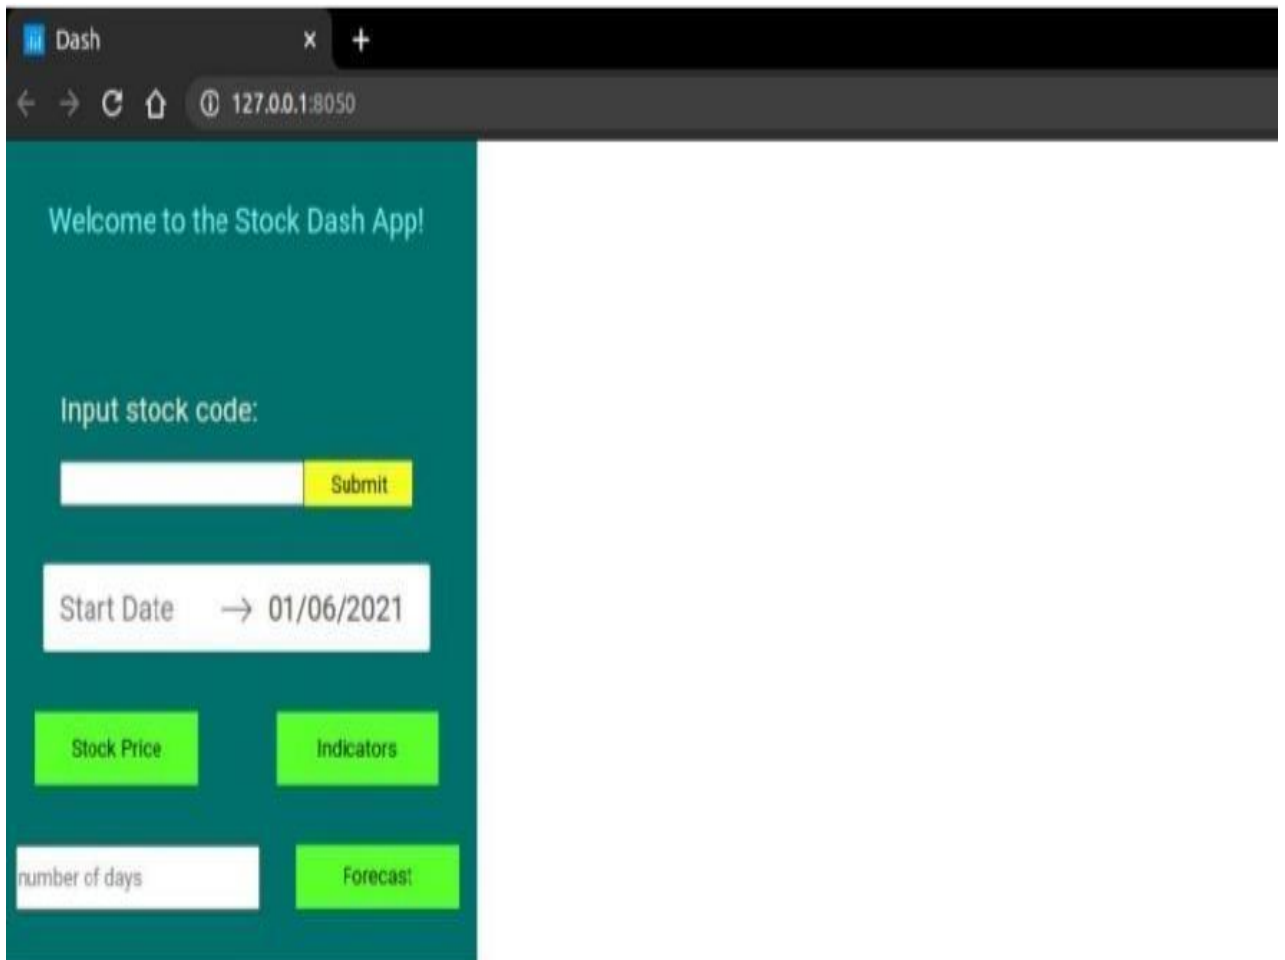 Dash
127.0.0.1:8050
Welcome to the Stock Dash App!
Input stock code:
Submit
Start Date → 01/06/2021
Stock Price Indicators
number of days Forecast